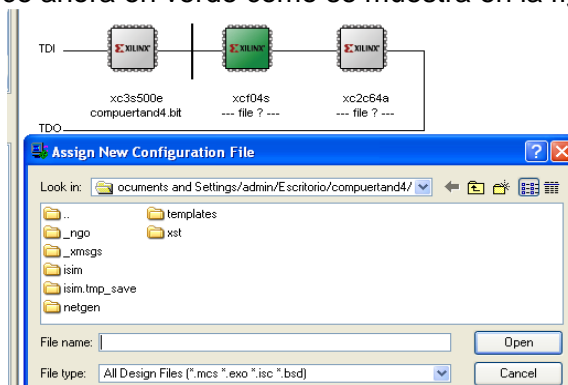 es ahora en verde como se muestra en la
TDI
XILINX XILINX XILINX
xc3s500e xcf04s xc2c64a
compuertand4.bit --- file ? --- --- file ? ---
TDO
Assign New Configuration File
Look in: ocuments and Settings/admin/Escritorio/compuertand4/
.. templates
_ngo xst
_xmsgs
isim
isim.tmp_save
netgen
File name: Open
File type: All Design Files (*.mcs *.exo *.isc *.bsd) Cancel